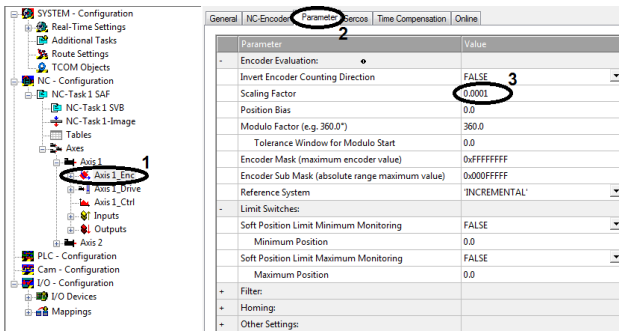 SYSTEM - Configuration
Real-Time Settings
Additional Tasks
Route Settings
TCOM Objects
NC - Configuration
NC-Task 1 SAF
NC-Task 1 SVB
NC-Task 1-Image
Tables
Axes
Axis 1
1
Axis 1_Enc
Axis 1_Drive
Axis 1_Ctrl
Inputs
Outputs
Axis 2
PLC - Configuration
Cam - Configuration
I/O - Configuration
I/O Devices
Mappings
General NC-Encoder Parameter Sercos Time Compensation Online
2
Parameter Value
- Encoder Evaluation:
Invert Encoder Counting Direction FALSE
3
Scaling Factor 0.0001
Position Bias 0.0
Modulo Factor (e.g. 360.0°) 360.0
Tolerance Window for Modulo Start 0.0
Encoder Mask (maximum encoder value) 0xFFFFFFFF
Encoder Sub Mask (absolute range maximum value) 0x000FFFFF
Reference System 'INCREMENTAL'
- Limit Switches:
Soft Position Limit Minimum Monitoring FALSE
Minimum Position 0.0
Soft Position Limit Maximum Monitoring FALSE
Maximum Position 0.0
+ Filter:
+ Homing:
+ Other Settings: